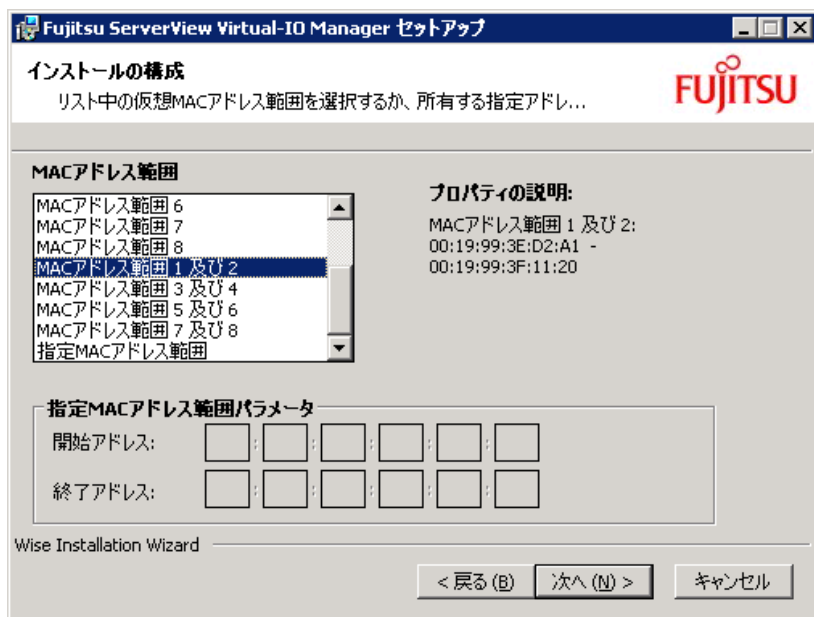 Fujitsu ServerView Virtual-IO Manager セットアップ
インストールの構成
リスト中の仮想MACアドレス範囲を選択するか、所有する指定アドレ...
FUJITSU
MACアドレス範囲
MACアドレス範囲 6
MACアドレス範囲 7
MACアドレス範囲 8
MACアドレス範囲 1 及び 2
MACアドレス範囲 3 及び 4
MACアドレス範囲 5 及び 6
MACアドレス範囲 7 及び 8
指定MACアドレス範囲
プロパティの説明:
MACアドレス範囲 1 及び 2:
00:19:99:3E:D2:A1 -
00:19:99:3F:11:20
指定MACアドレス範囲パラメータ
開始アドレス: : : : : :
終了アドレス: : : : : :
Wise Installation Wizard
< 戻る (B) 次へ (N) > キャンセル